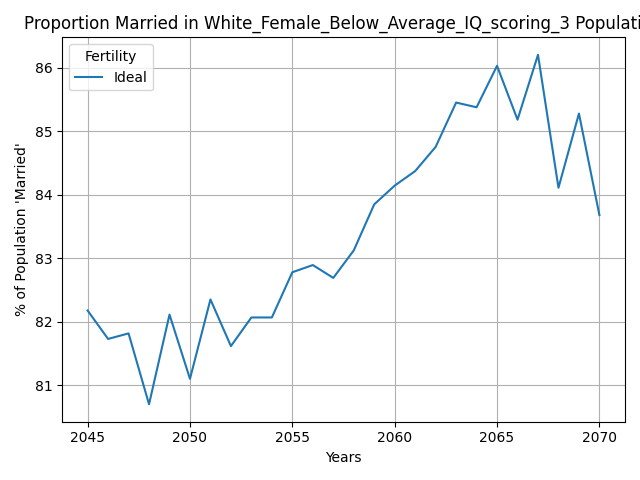 Proportion Married in White_Female_Below_Average_IQ_scoring_3 Populati
Fertility
Ideal
% of Population 'Married'
86
85
84
83
82
81
2045 2050 2055 2060 2065 2070
Years